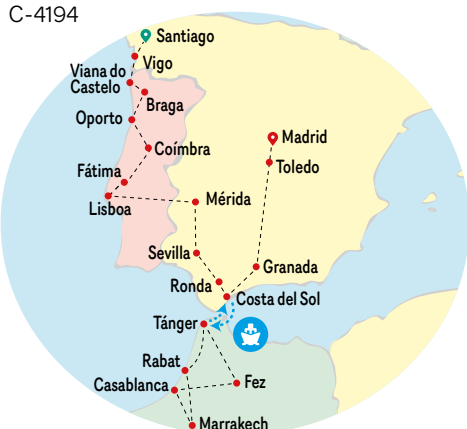 C-4194
Santiago
Vigo
Viana do
Castelo
Braga
Oporto
Coímbra
Madrid
Toledo
Fátima
Lisboa
Mérida
Sevilla
Granada
Ronda
Costa del Sol
Tánger
Rabat
Casablanca
Fez
Marrakech